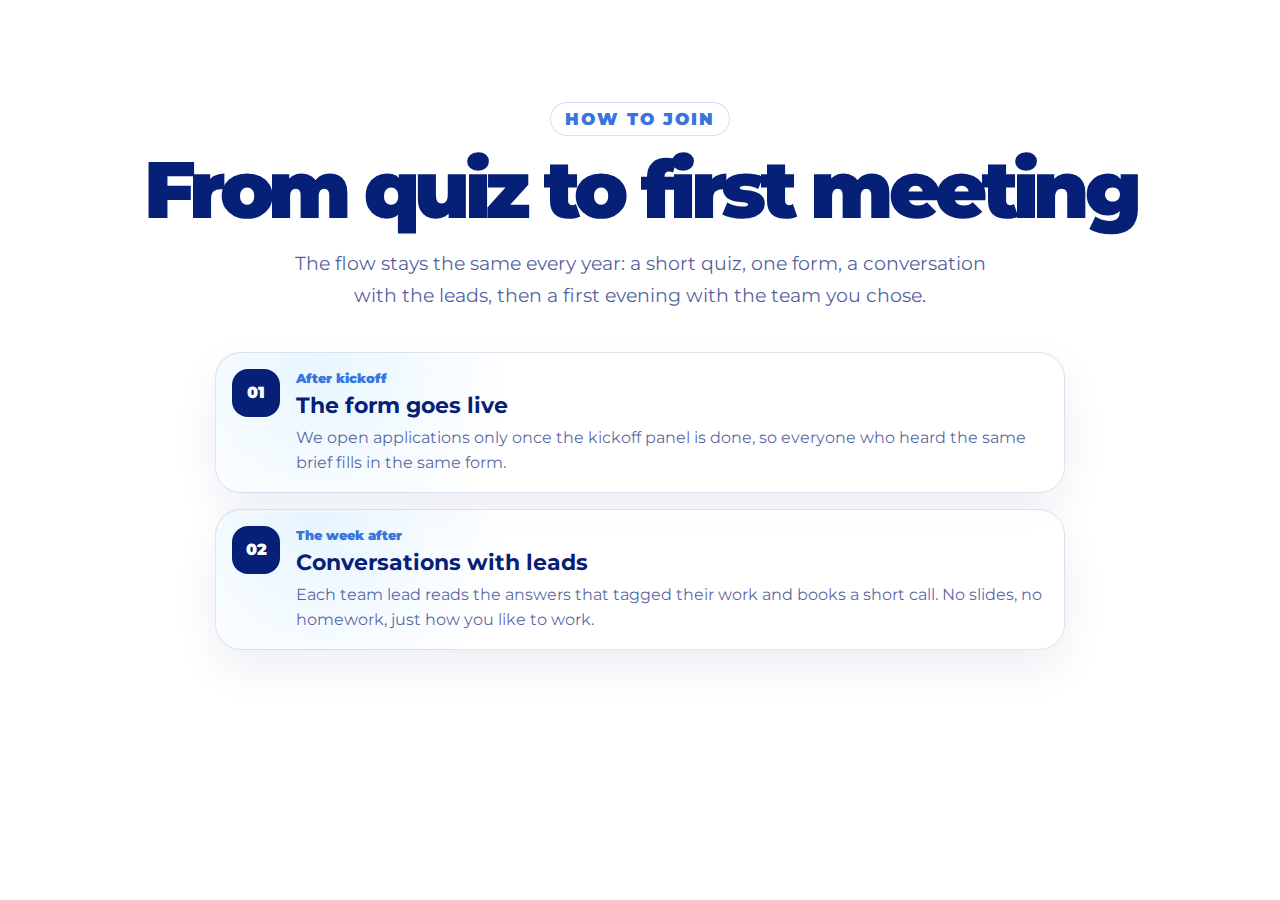 HOW TO JOIN
From quiz to first meeting
The flow stays the same every year: a short quiz, one form, a conversation
with the leads, then a first evening with the team you chose.
01
After kickoff
The form goes live
We open applications only once the kickoff panel is done, so everyone who heard the same
brief fills in the same form.
02
The week after
Conversations with leads
Each team lead reads the answers that tagged their work and books a short call. No slides, no
homework, just how you like to work.